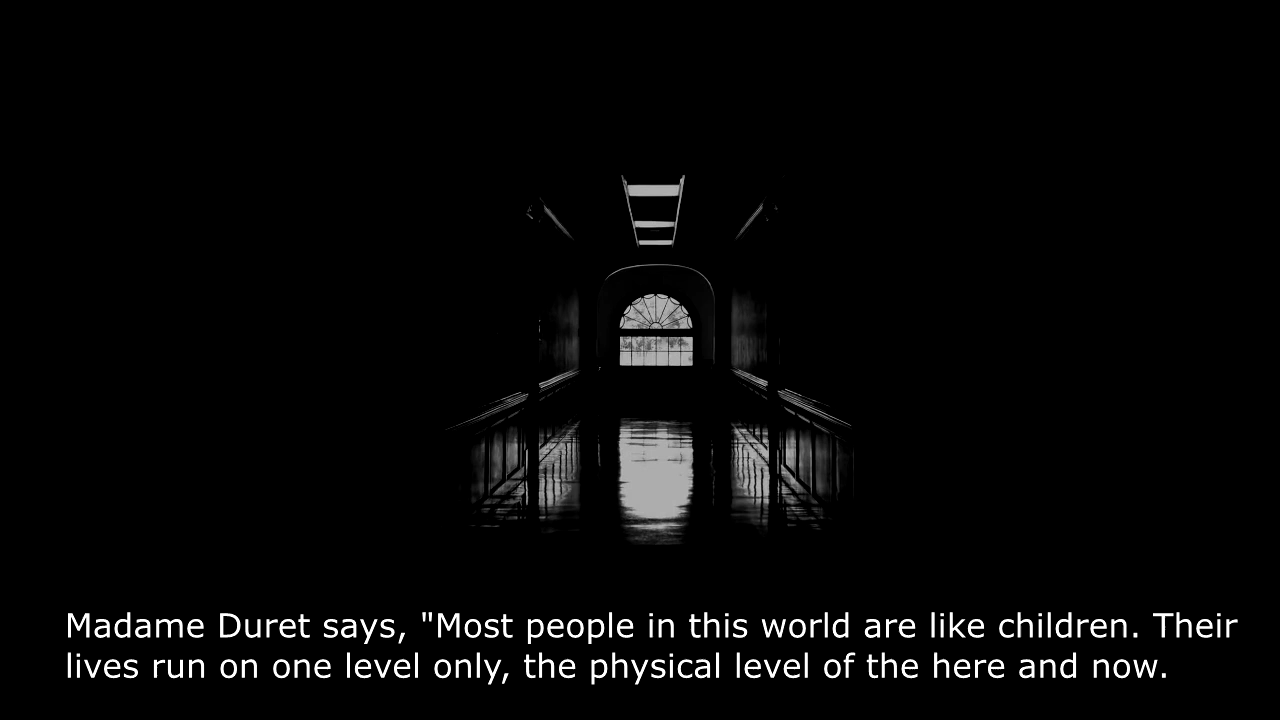 Madame Duret says, "Most people in this world are like children. Their
lives run on one level only, the physical level of the here and now.